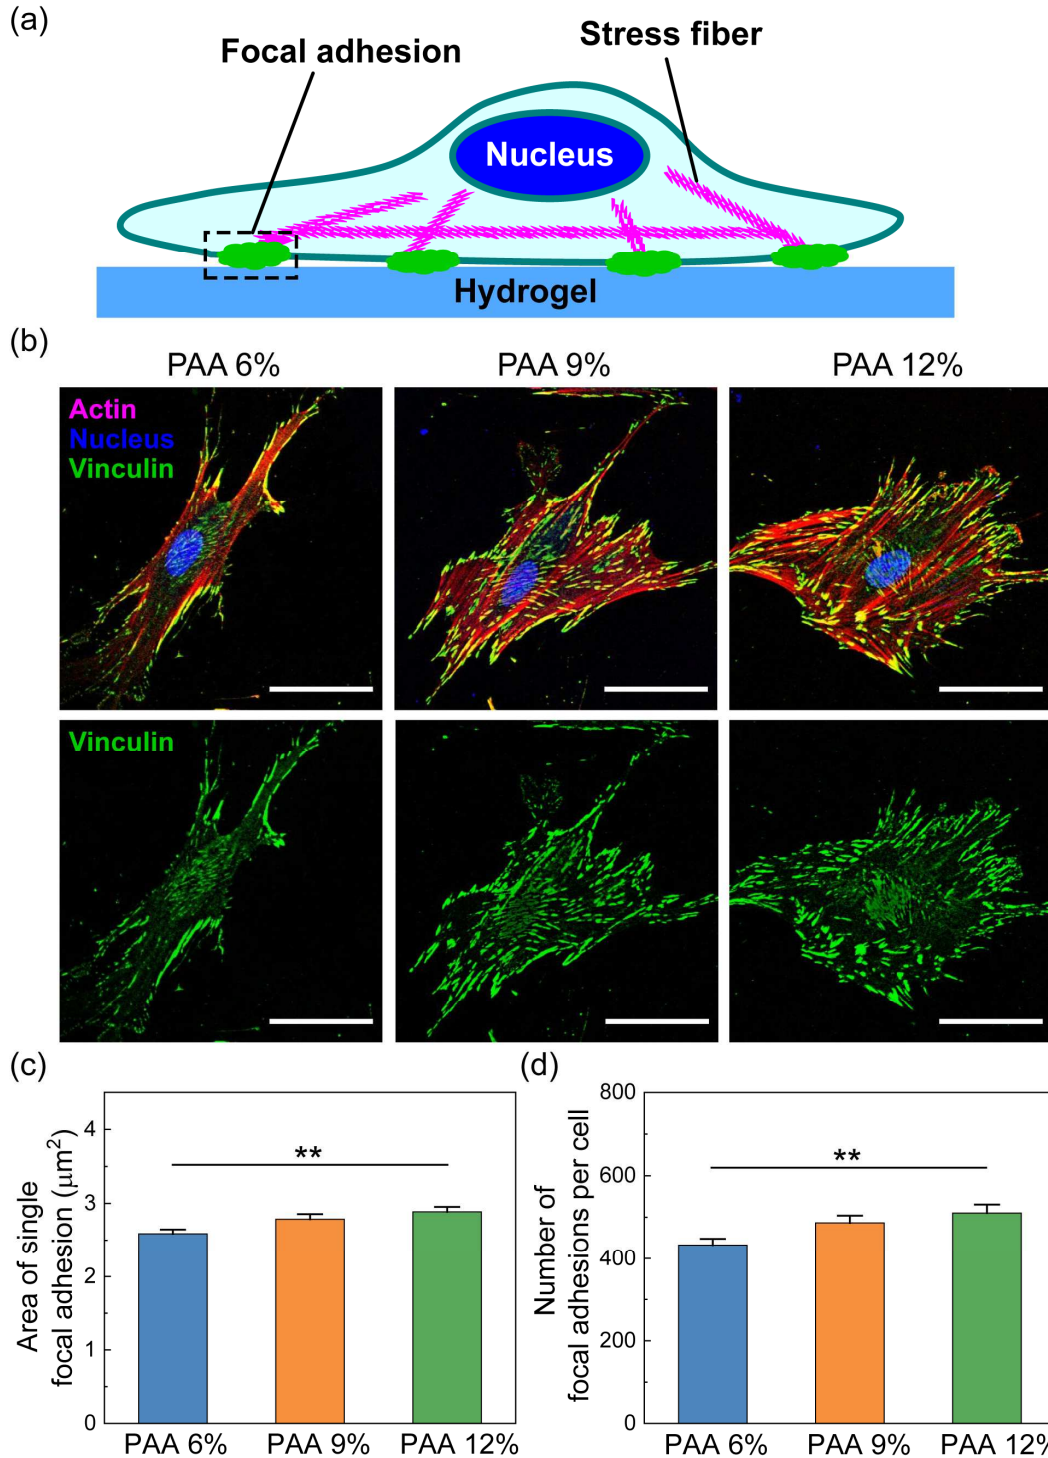 (a)
Focal adhesion
Stress fiber
Nucleus
Hydrogel
(b)
PAA 6%
PAA 9%
PAA 12%
Actin
Nucleus
Vinculin
Vinculin
(c)
Area of single
focal adhesion (μm²)
4
3
2
1
0
**
PAA 6%
PAA 9%
PAA 12%
(d)
Number of
focal adhesions per cell
800
600
400
200
0
**
PAA 6%
PAA 9%
PAA 12%